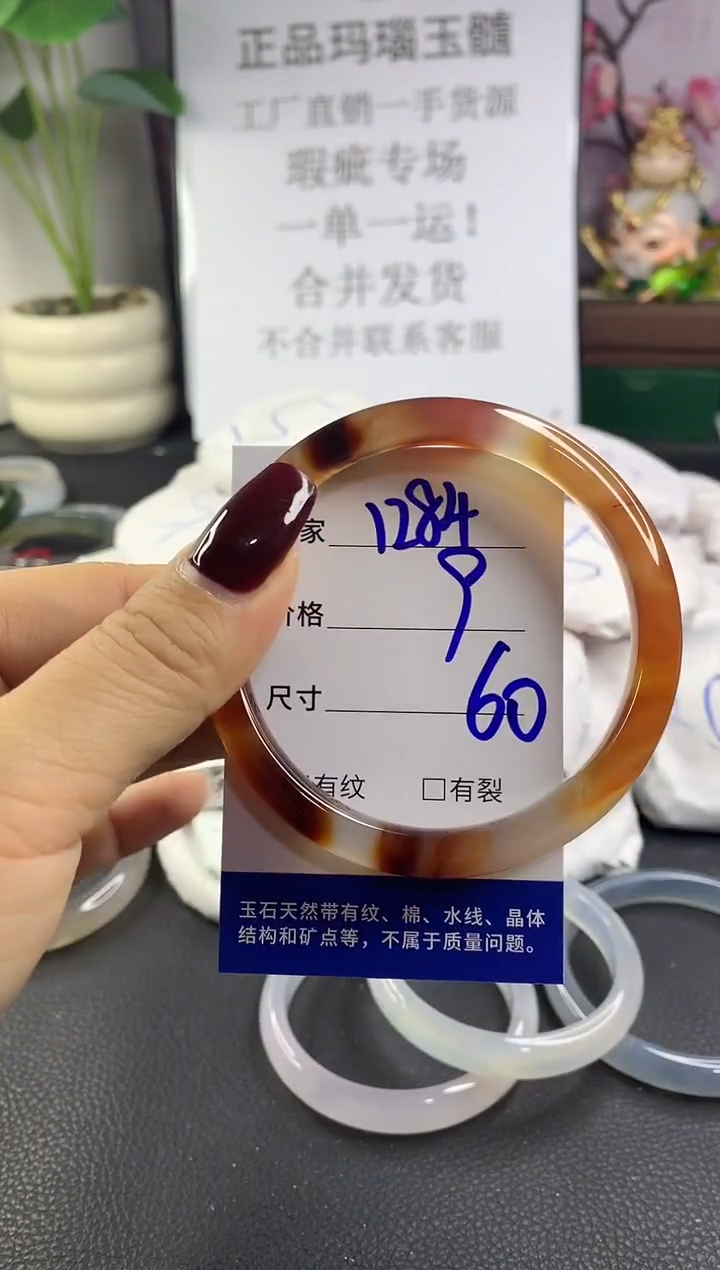 正品玛瑙玉髓
工厂直销一手货源
瑕疵专场
一单一运!
合并发货
不合并联系客服
家 1284
价格 9
尺寸 60
有纹 □有裂
玉石天然带有纹、棉、水线、晶体
结构和矿点等，不属于质量问题。